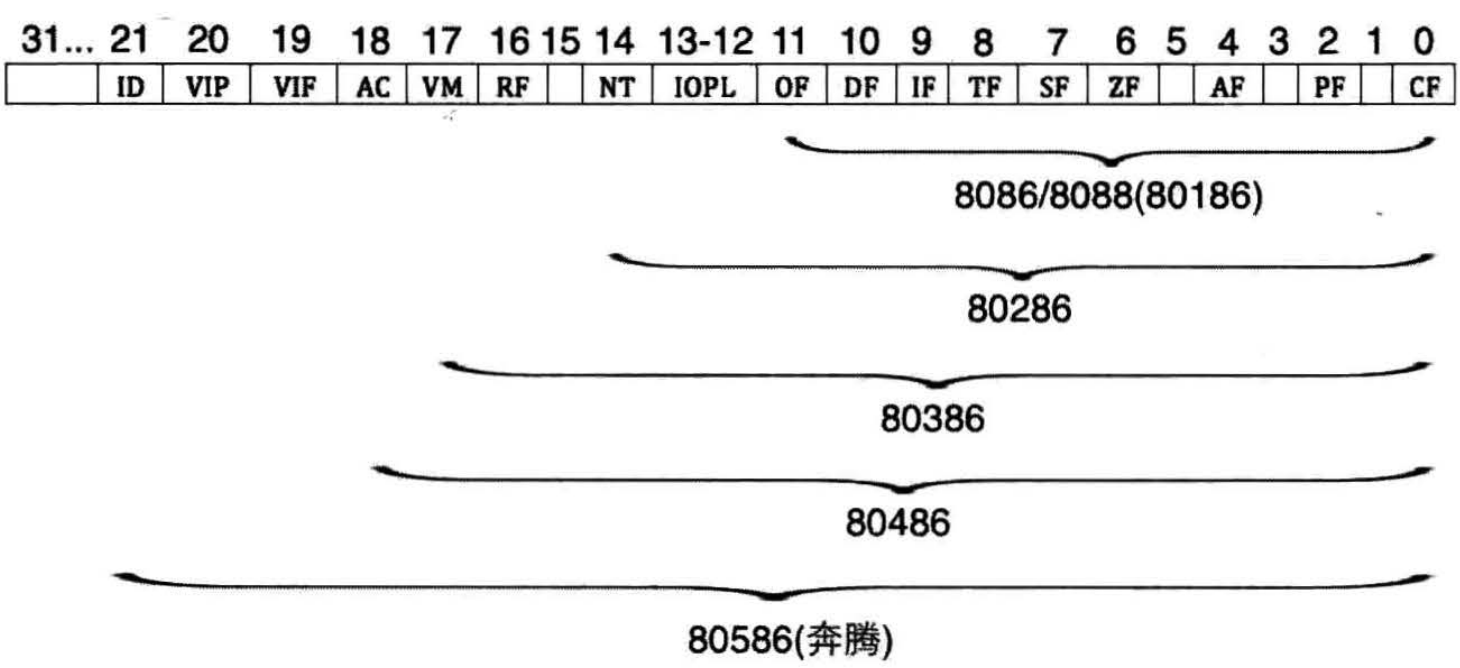 31... 21 20 19 18 17 16 15 14 13-12 11 10 9 8 7 6 5 4 3 2 1 0
ID VIP VIF AC VM RF NT IOPL OF DF IF TF SF ZF AF PF CF
8086/8088(80186)
80286
80386
80486
80586(奔腾)